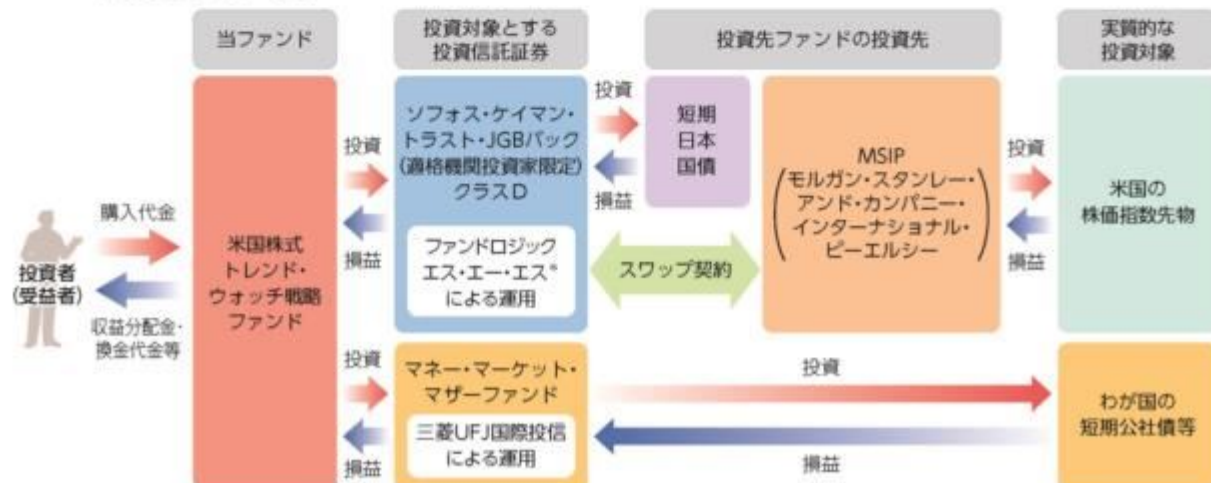 当ファンド
投資対象とする
投資信託証券
投資先ファンドの投資先
実質的な
投資対象
投資者
(受益者)
購入代金
収益分配金・
換金代金等
米国株式
トレンド・
ウォッチ戦略
ファンド
投資
損益
ソフォス・ケイマン・
トラスト・JGBパック
(適格機関投資家限定)
クラスD
ファンドロジック
エス・エー・エス*
による運用
投資
損益
短期
日本
国債
スワップ契約
MSIP
(モルガン・スタンレー・
アンド・カンパニー・
インターナショナル・
ピーエルシー)
投資
損益
米国の
株価指数先物
投資
損益
マネー・マーケット・
マザーファンド
三菱UFJ国際投信
による運用
投資
損益
わが国の
短期公社債等